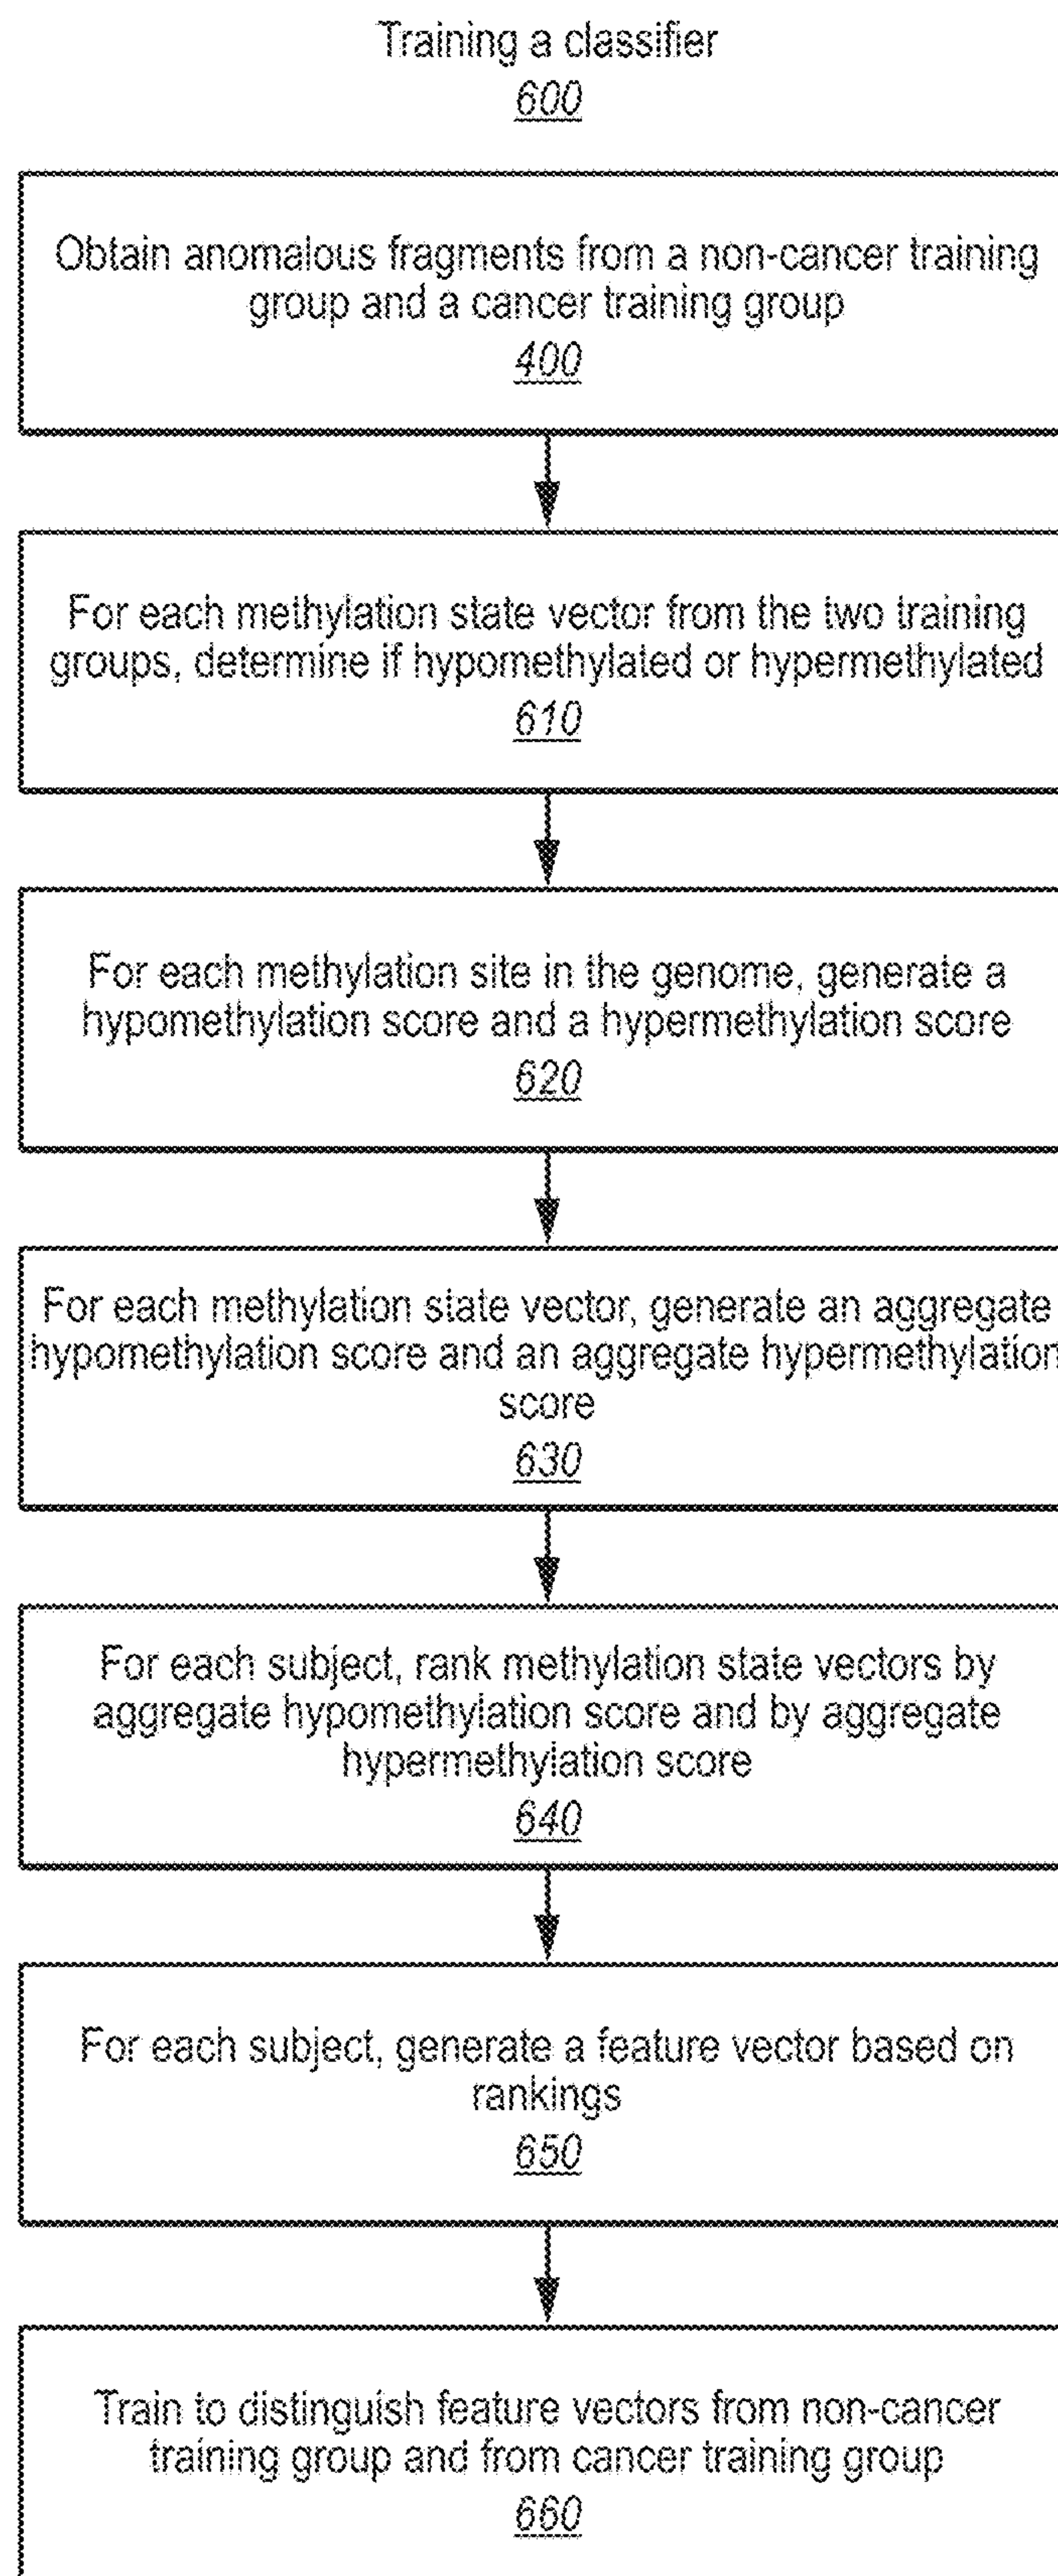 Training a classifier
600
Obtain anomalous fragments from a non-cancer training
group and a cancer training group
400
For each methylation state vector from the two training
groups, determine if hypomethylated or hypermethylated
610
For each methylation site in the genome, generate a
hypomethylation score and a hypermethylation score
620
For each methylation state vector, generate an aggregate
hypomethylation score and an aggregate hypermethylation
score
630
For each subject, rank methylation state vectors by
aggregate hypomethylation score and by aggregate
hypermethylation score
640
For each subject, generate a feature vector based on
rankings
650
Train to distinguish feature vectors from non-cancer
training group and from cancer training group
660